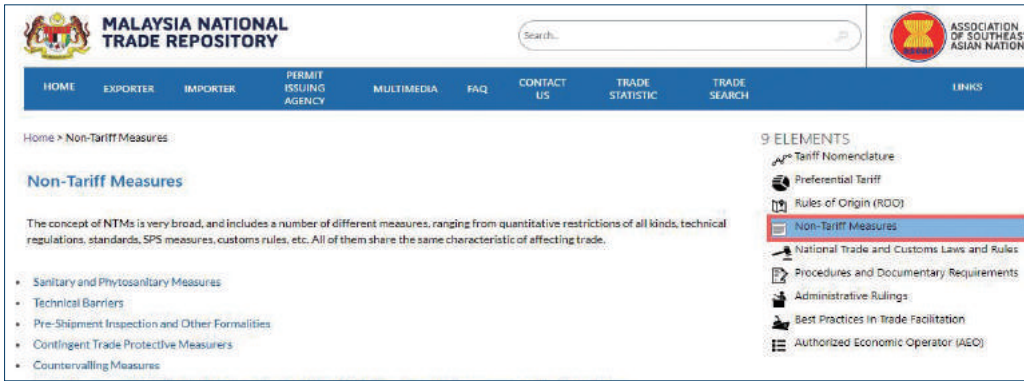 MALAYSIA NATIONAL
TRADE REPOSITORY
Search...
ASSOCIATION
OF SOUTHEAST
ASIAN NATION
HOME
EXPORTER
IMPORTER
PERMIT
ISSUING
AGENCY
MULTIMEDIA
FAQ
CONTACT
US
TRADE
STATISTIC
TRADE
SEARCH
LINKS
Home > Non-Tariff Measures
Non-Tariff Measures
The concept of NTMs is very broad, and includes a number of different measures, ranging from quantitative restrictions of all kinds, technical
regulations, standards, SPS measures, customs rules, etc. All of them share the same characteristic of affecting trade.
• Sanitary and Phytosanitary Measures
• Technical Barriers
• Pre-Shipment Inspection and Other Formalities
• Contingent Trade Protective Measurers
• Countervailing Measures
9 ELEMENTS
Tariff Nomenclature
Preferential Tariff
Rules of Origin (ROO)
Non-Tariff Measures
National Trade and Customs Laws and Rules
Procedures and Documentary Requirements
Administrative Rulings
Best Practices In Trade Facilitation
Authorized Economic Operator (AEO)